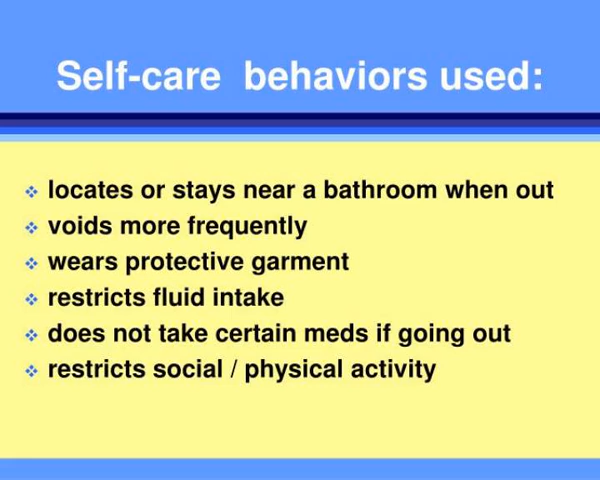 Self-care behaviors used:
locates or stays near a bathroom when out
voids more frequently
wears protective garment
restricts fluid intake
does not take certain meds if going out
restricts social / physical activity